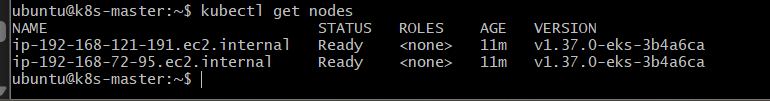 ubuntu@k8s-master:~$ kubectl get nodes
NAME STATUS ROLES AGE VERSION
ip-192-168-121-191.ec2.internal Ready <none> 11m v1.37.0-eks-3b4a6ca
ip-192-168-72-95.ec2.internal Ready <none> 11m v1.37.0-eks-3b4a6ca
ubuntu@k8s-master:~$